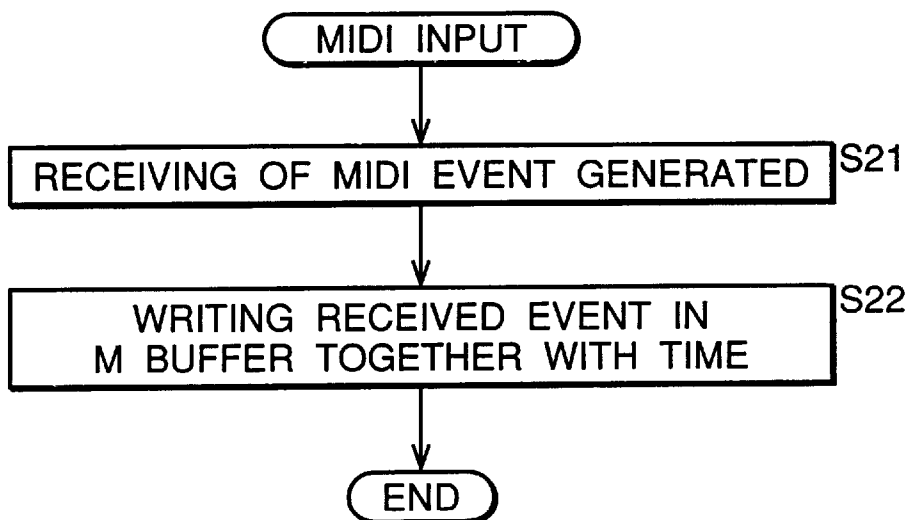 MIDI INPUT
RECEIVING OF MIDI EVENT GENERATED
S21
WRITING RECEIVED EVENT IN
M BUFFER TOGETHER WITH TIME
S22
END